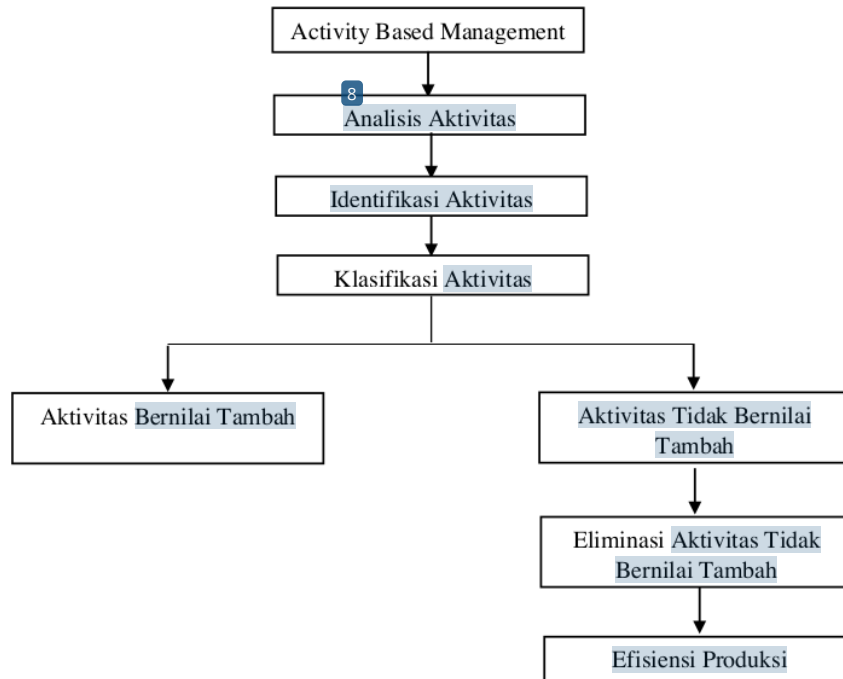 Activity Based Management
8
Analisis Aktivitas
Identifikasi Aktivitas
Klasifikasi Aktivitas
Aktivitas Bernilai Tambah
Aktivitas Tidak Bernilai
Tambah
Eliminasi Aktivitas Tidak
Bernilai Tambah
Efisiensi Produksi